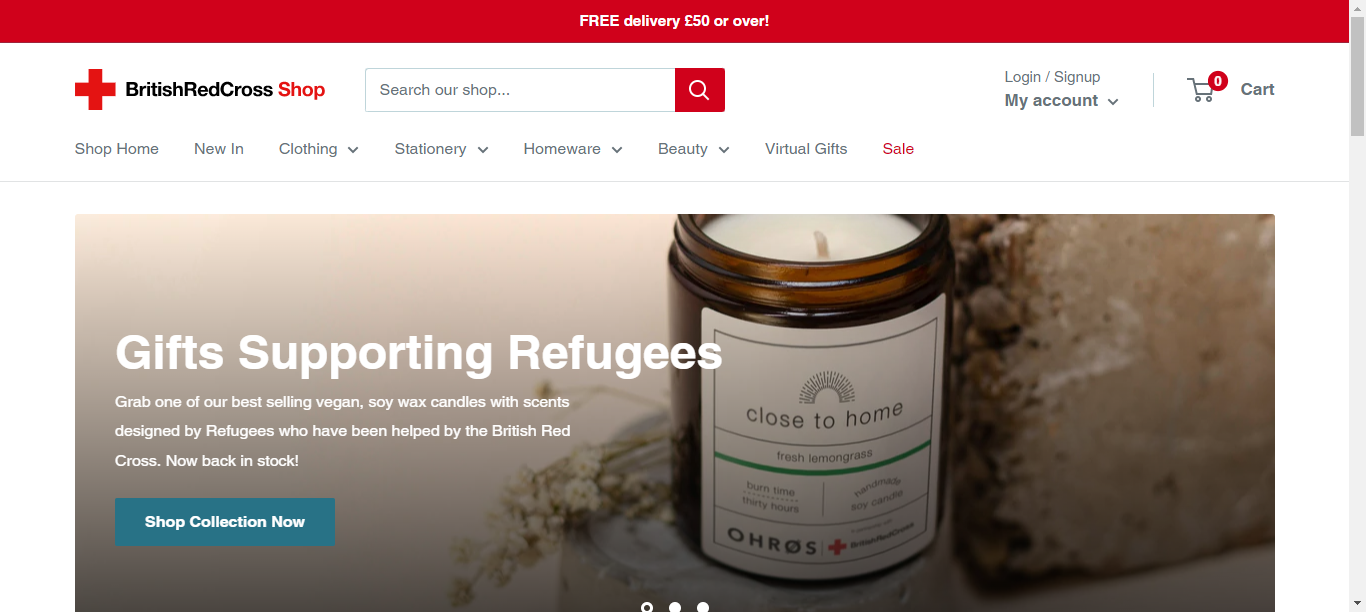 FREE delivery £50 or over!
BritishRedCross Shop
Search our shop...
Login / Signup
My account
0
Cart
Shop Home
New In
Clothing
Stationery
Homeware
Beauty
Virtual Gifts
Sale
Gifts Supporting Refugees
Grab one of our best selling vegan, soy wax candles with scents
designed by Refugees who have been helped by the British Red
Cross. Now back in stock!
Shop Collection Now
close to home
fresh lemongrass
burn time
thirty hours
handmade
soy candle
OHRØS
BritishRedCross